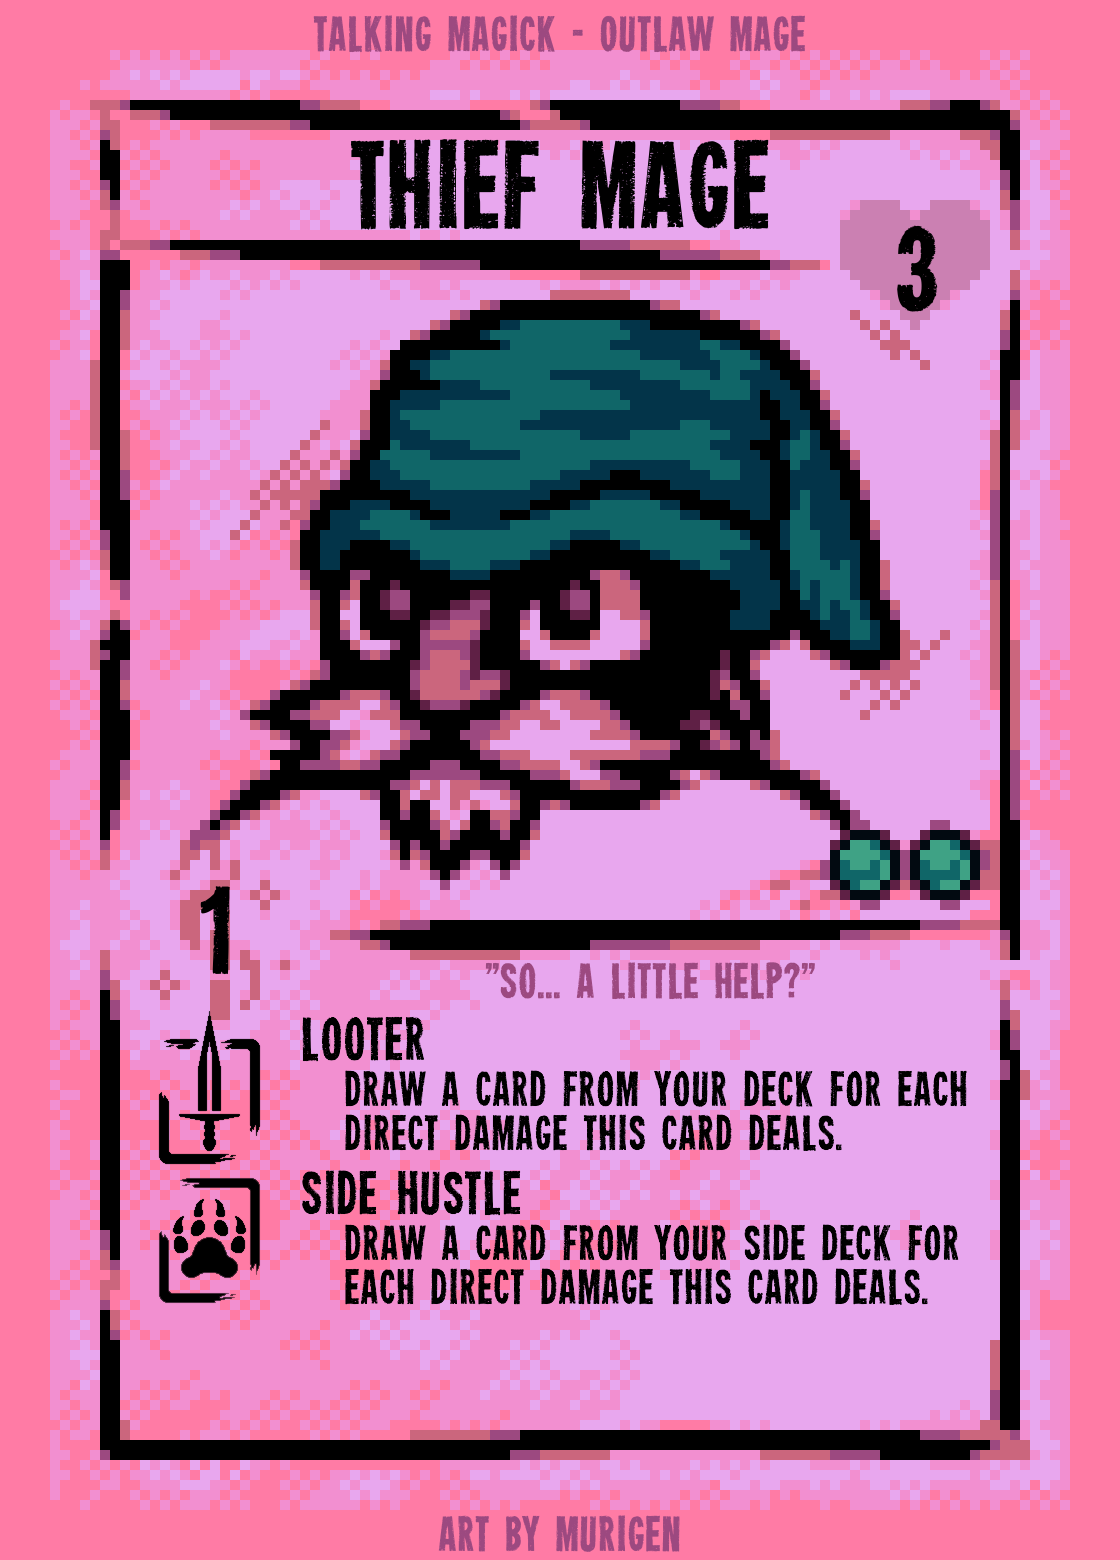 TALKING MAGICK - OUTLAW MAGE
THIEF MAGE
3
1
"SO... A LITTLE HELP?"
LOOTER
DRAW A CARD FROM YOUR DECK FOR EACH
DIRECT DAMAGE THIS CARD DEALS.
SIDE HUSTLE
DRAW A CARD FROM YOUR SIDE DECK FOR
EACH DIRECT DAMAGE THIS CARD DEALS.
ART BY MURIGEN